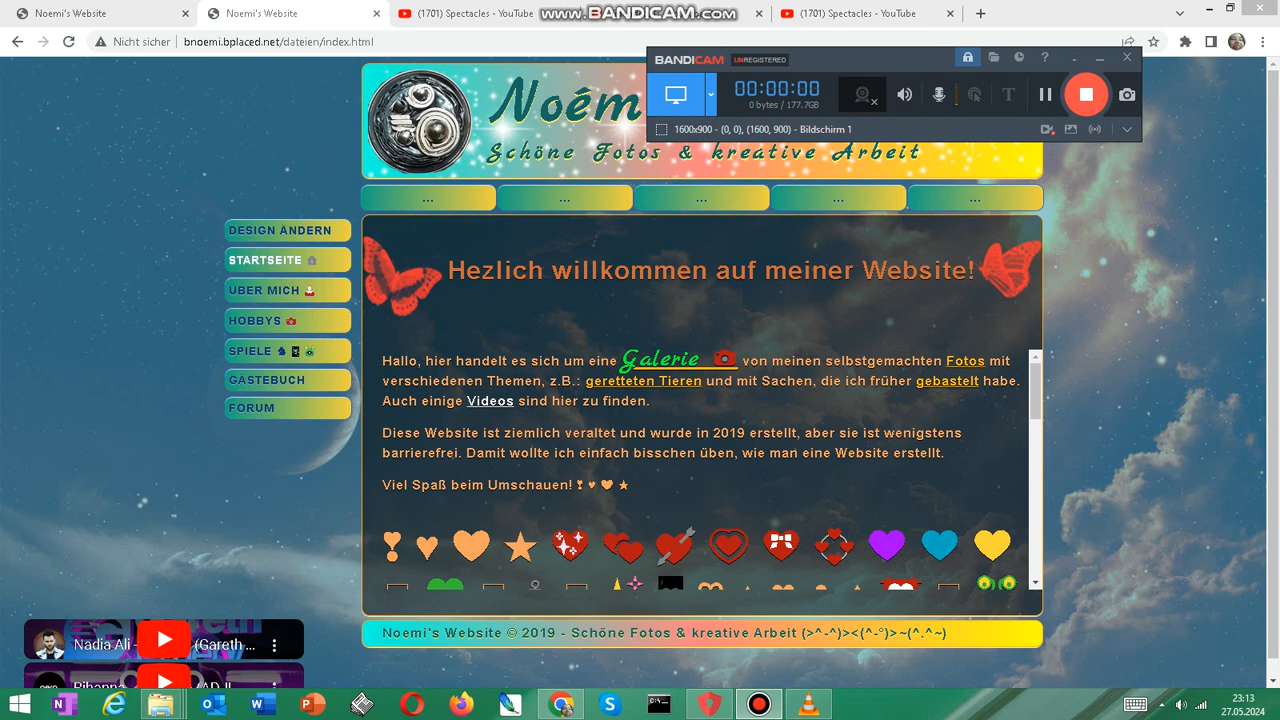 Noemi's Website
Noemi's Website
(1701) Spectacles - YouTube
www.BANDICAM.com
(1701) Spectacles - YouTube
Nicht sicher
bnoemi.bplaced.net/dateien/index.html
BANDICAM
UNREGISTERED
00:00:00
0 bytes / 177.7GB
1600x900 - (0, 0), (1600, 900) - Bildschirm 1
Noém
Schöne Fotos & kreative Arbeit
... ... ... ... ...
DESIGN ÄNDERN
STARTSEITE
ÜBER MICH
HOBBYS
SPIELE
GÄSTEBUCH
FORUM
Hezlich willkommen auf meiner Website!
Hallo, hier handelt es sich um eine Galerie von meinen selbstgemachten Fotos mit
verschiedenen Themen, z.B.: geretteten Tieren und mit Sachen, die ich früher gebastelt habe.
Auch einige Videos sind hier zu finden.
Diese Website ist ziemlich veraltet und wurde in 2019 erstellt, aber sie ist wenigstens
barrierefrei. Damit wollte ich einfach bisschen üben, wie man eine Website erstellt.
Viel Spaß beim Umschauen! ❣ ♥ ❤ ★
Noemi's Website © 2019 - Schöne Fotos & kreative Arbeit (>^-^)><(^-°)>~(^.^~)
Nadia Ali - (Gareth ...
23:13
27.05.2024